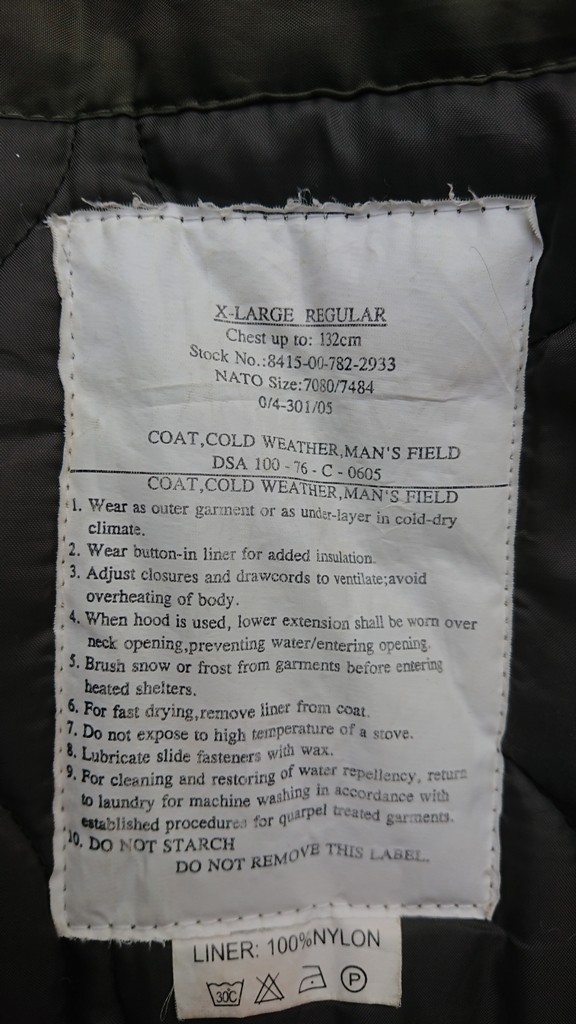 X-LARGE REGULAR
Chest up to: 132cm
Stock No.:8415-00-782-2933
NATO Size:7080/7484
0/4-301/05
COAT,COLD WEATHER,MAN'S FIELD
DSA 100 - 76 - C - 0605
COAT,COLD WEATHER,MAN'S FIELD
1. Wear as outer garment or as under-layer in cold-dry
climate.
2. Wear button-in liner for added insulation.
3. Adjust closures and drawcords to ventilate;avoid
overheating of body.
4. When hood is used, lower extension shall be worn over
neck opening,preventing water/entering opening.
5. Brush snow or frost from garments before entering
heated shelters.
6. For fast drying,remove liner from coat.
7. Do not expose to high temperature of a stove.
8. Lubricate slide fasteners with wax.
9. For cleaning and restoring of water repellency, return
to laundry for machine washing in accordance with
established procedures for quarpel treated garments.
10. DO NOT STARCH
DO NOT REMOVE THIS LABEL.
LINER: 100%NYLON
30C P